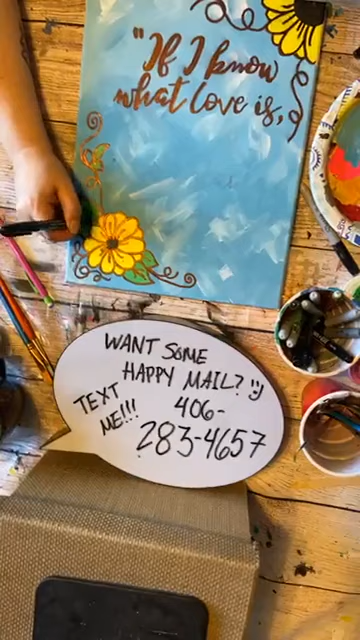 "If I know
what love is,
WANT SOME
HAPPY MAIL? :)
TEXT
ME!!!
406-
283-4657